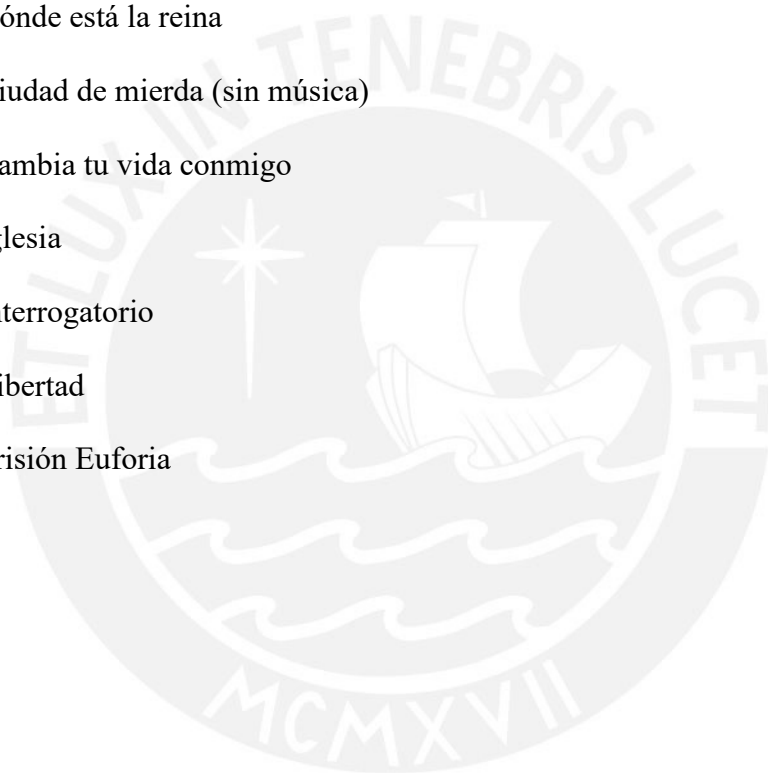 ónde está la reina
iudad de mierda (sin música)
ambia tu vida conmigo
glesia
nterrogatorio
ibertad
risión Euforia
ET LUX IN TENEBRIS LUCET
MCMXVII